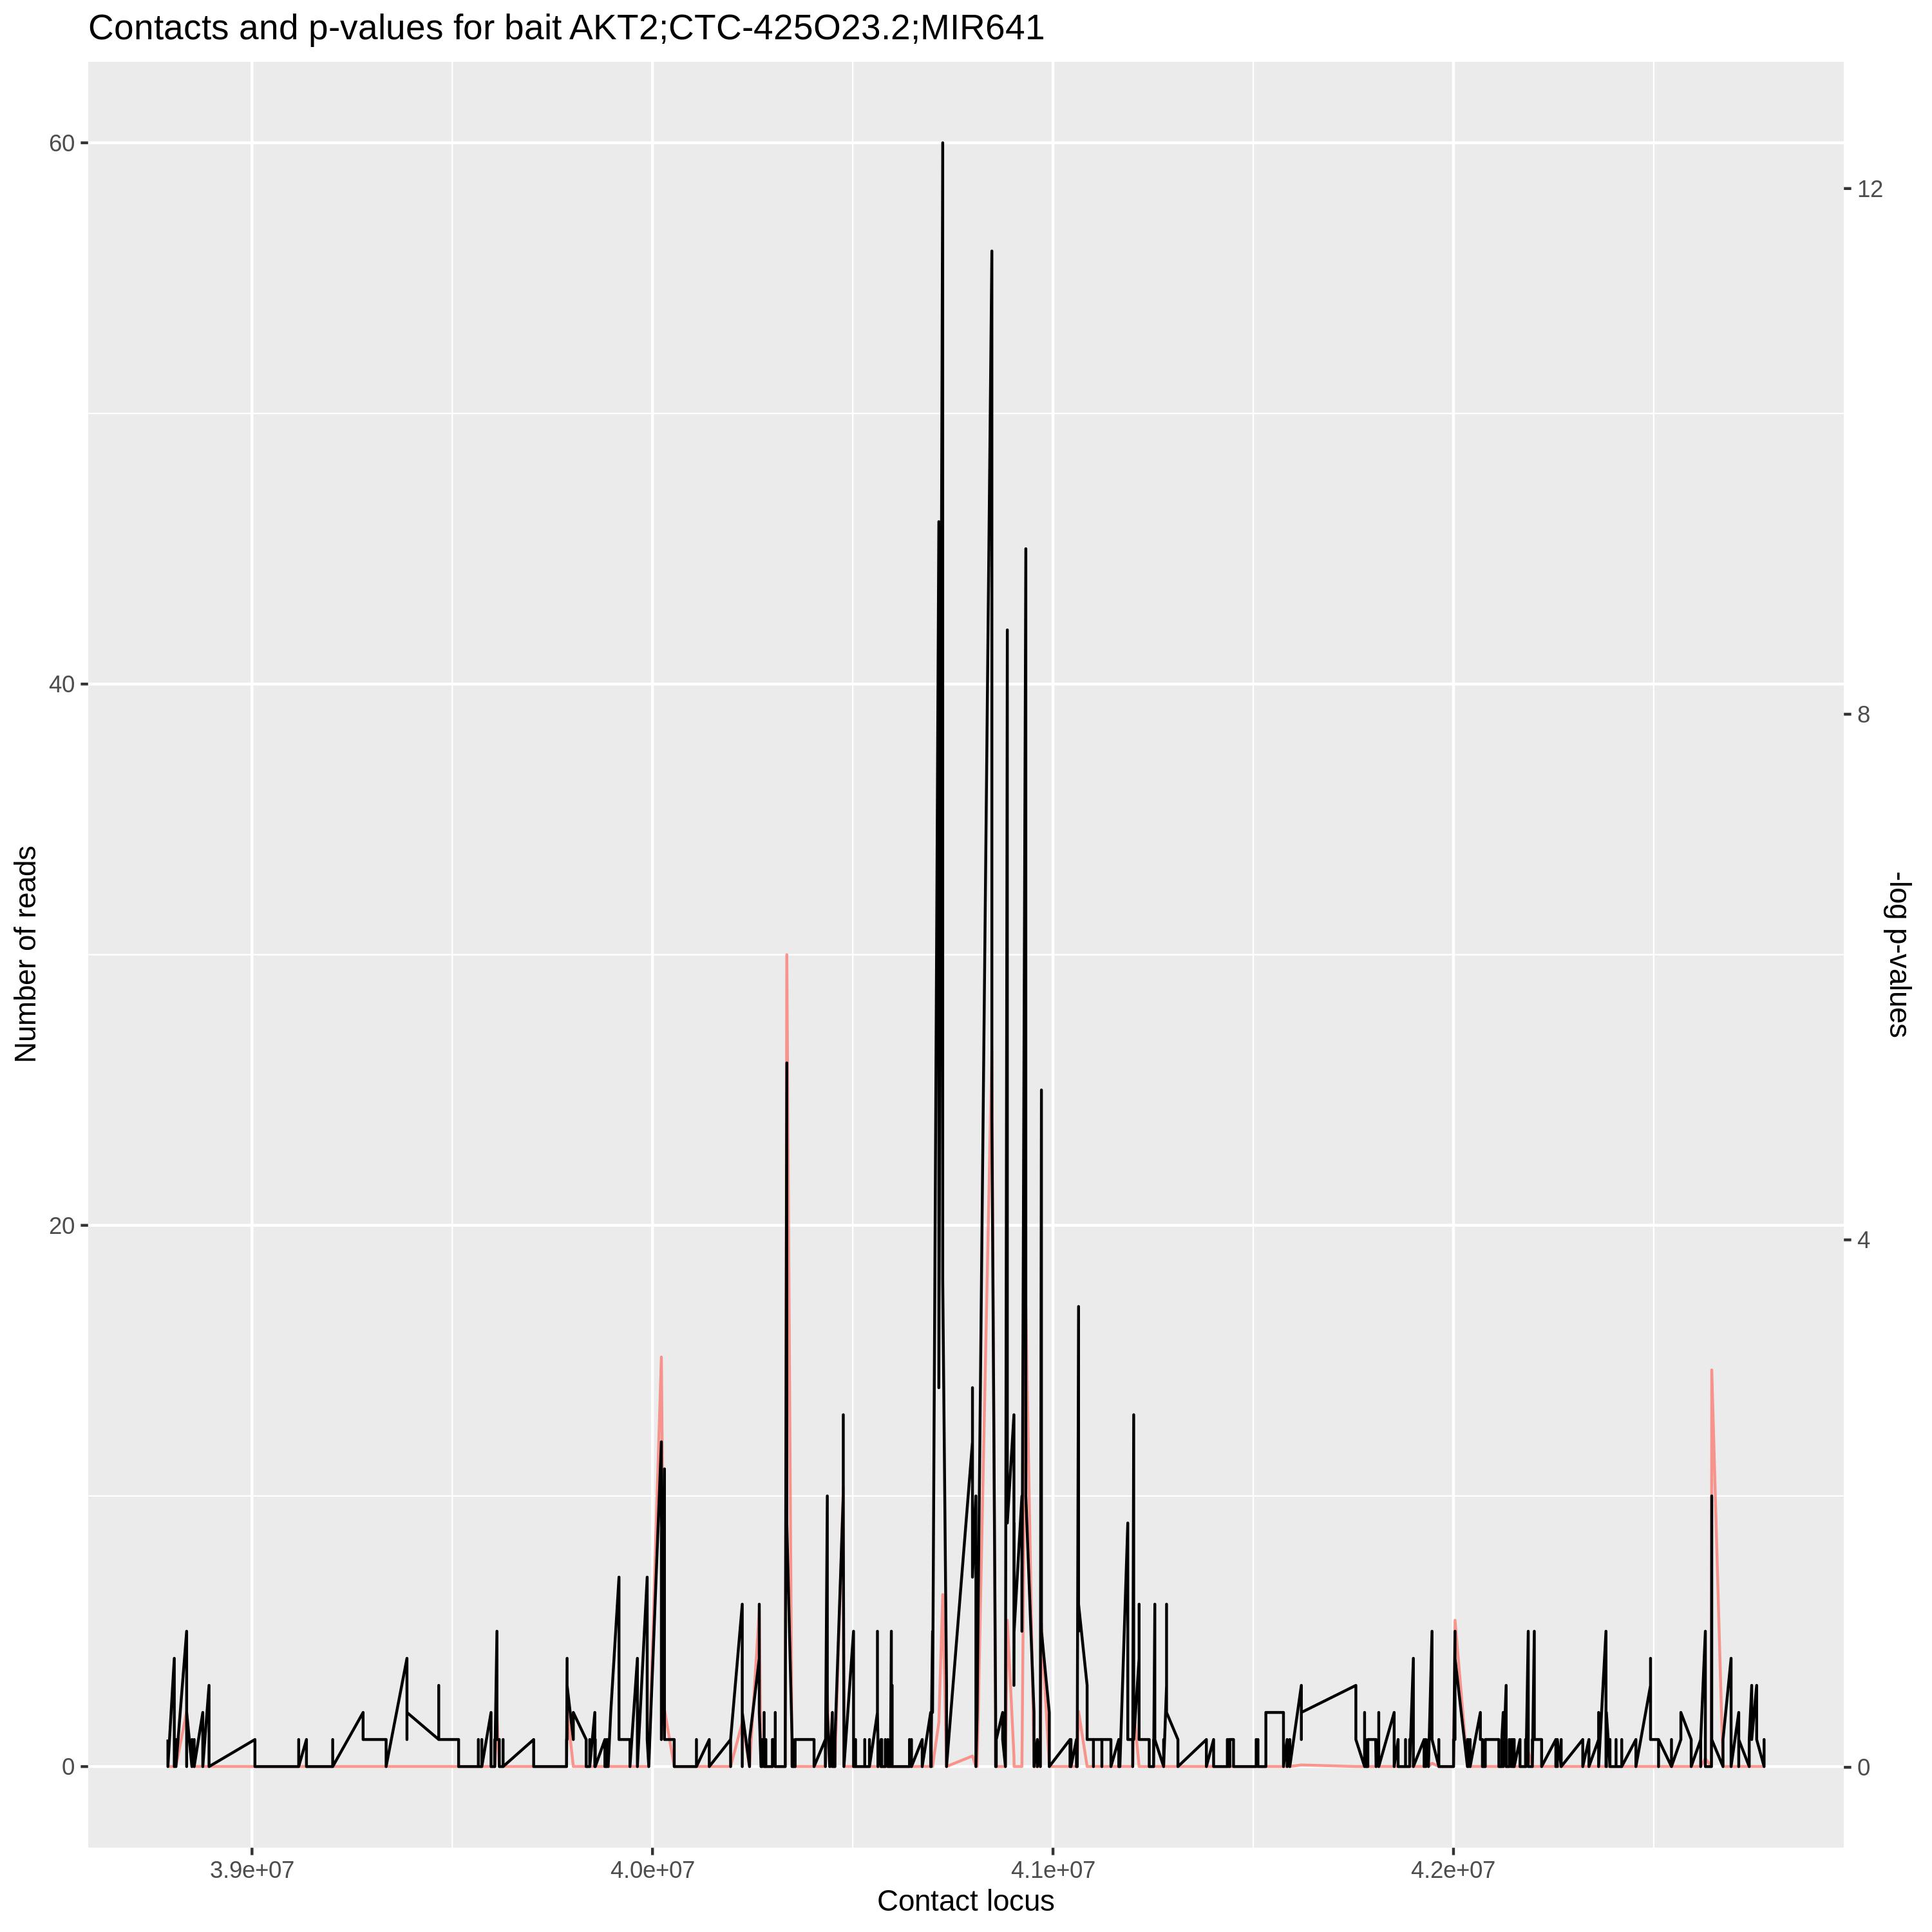 Contacts and p-values for bait AKT2;CTC-425O23.2;MIR641
60
40
20
0
12
8
4
0
Number of reads
-log p-values
3.9e+07 4.0e+07 4.1e+07 4.2e+07
Contact locus